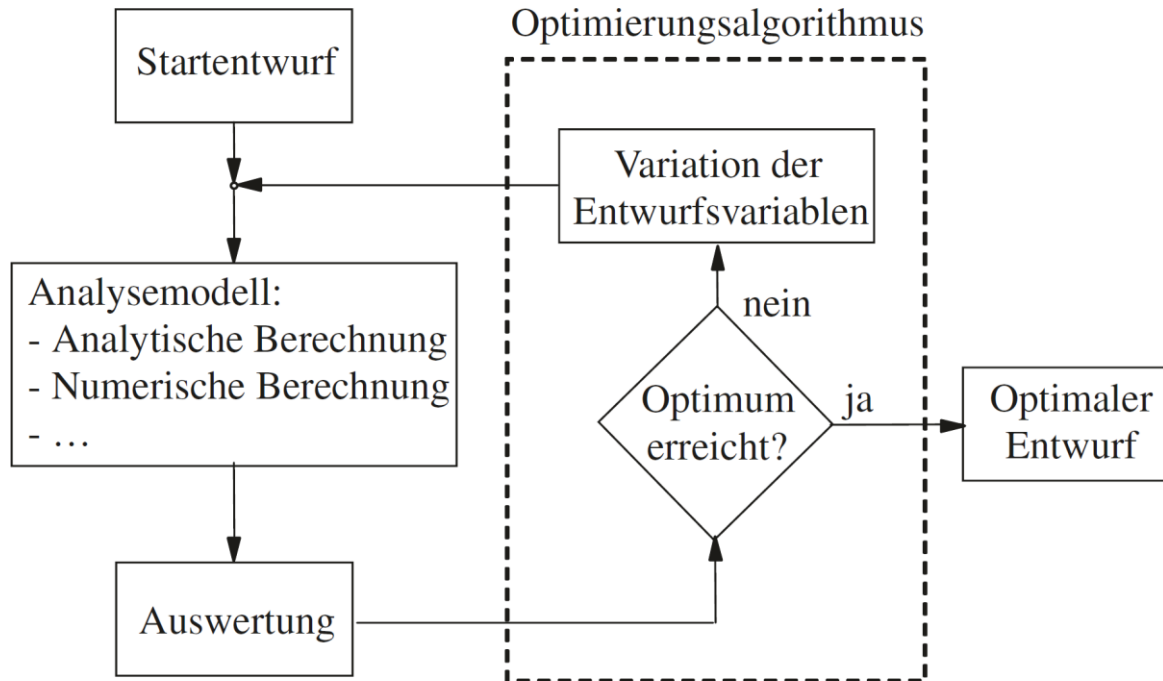 Optimierungsalgorithmus
Startentwurf
Variation der
Entwurfsvariablen
Analysemodell:
- Analytische Berechnung
- Numerische Berechnung
- …
nein
Optimum
erreicht?
ja
Optimaler
Entwurf
Auswertung